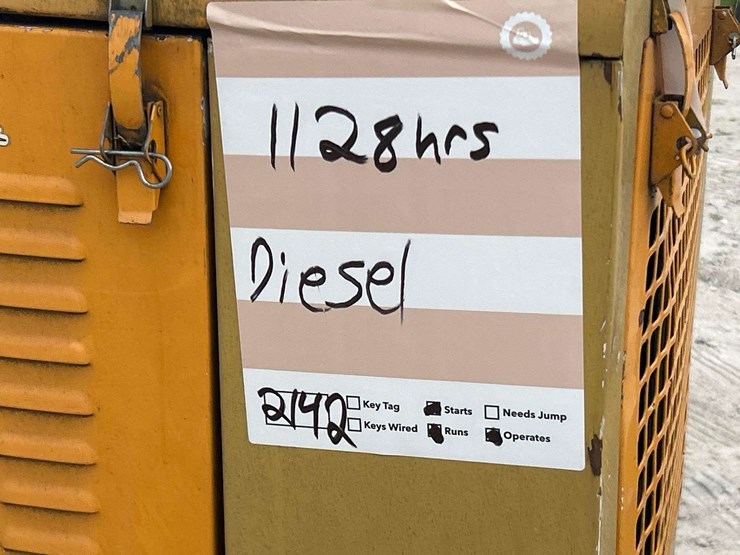 1128hrs
Diesel
2142 Key Tag Starts Needs Jump
Keys Wired Runs Operates